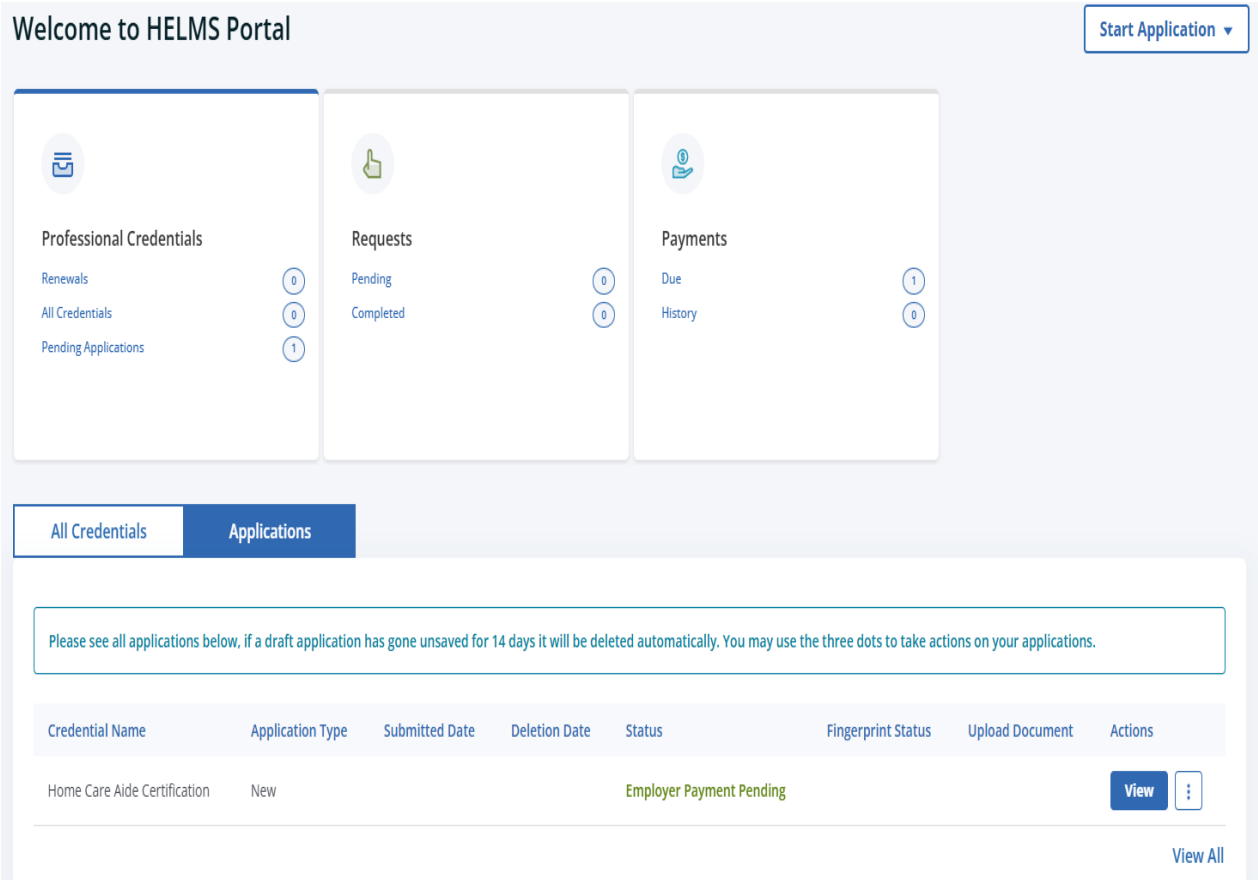 Welcome to HELMS Portal
Start Application
Professional Credentials
Renewals 0
All Credentials 0
Pending Applications 1
Requests
Pending 0
Completed 0
Payments
Due 1
History 0
All Credentials Applications
Please see all applications below, if a draft application has gone unsaved for 14 days it will be deleted automatically. You may use the three dots to take actions on your applications.
Credential Name Application Type Submitted Date Deletion Date Status Fingerprint Status Upload Document Actions
Home Care Aide Certification New Employer Payment Pending View
View All